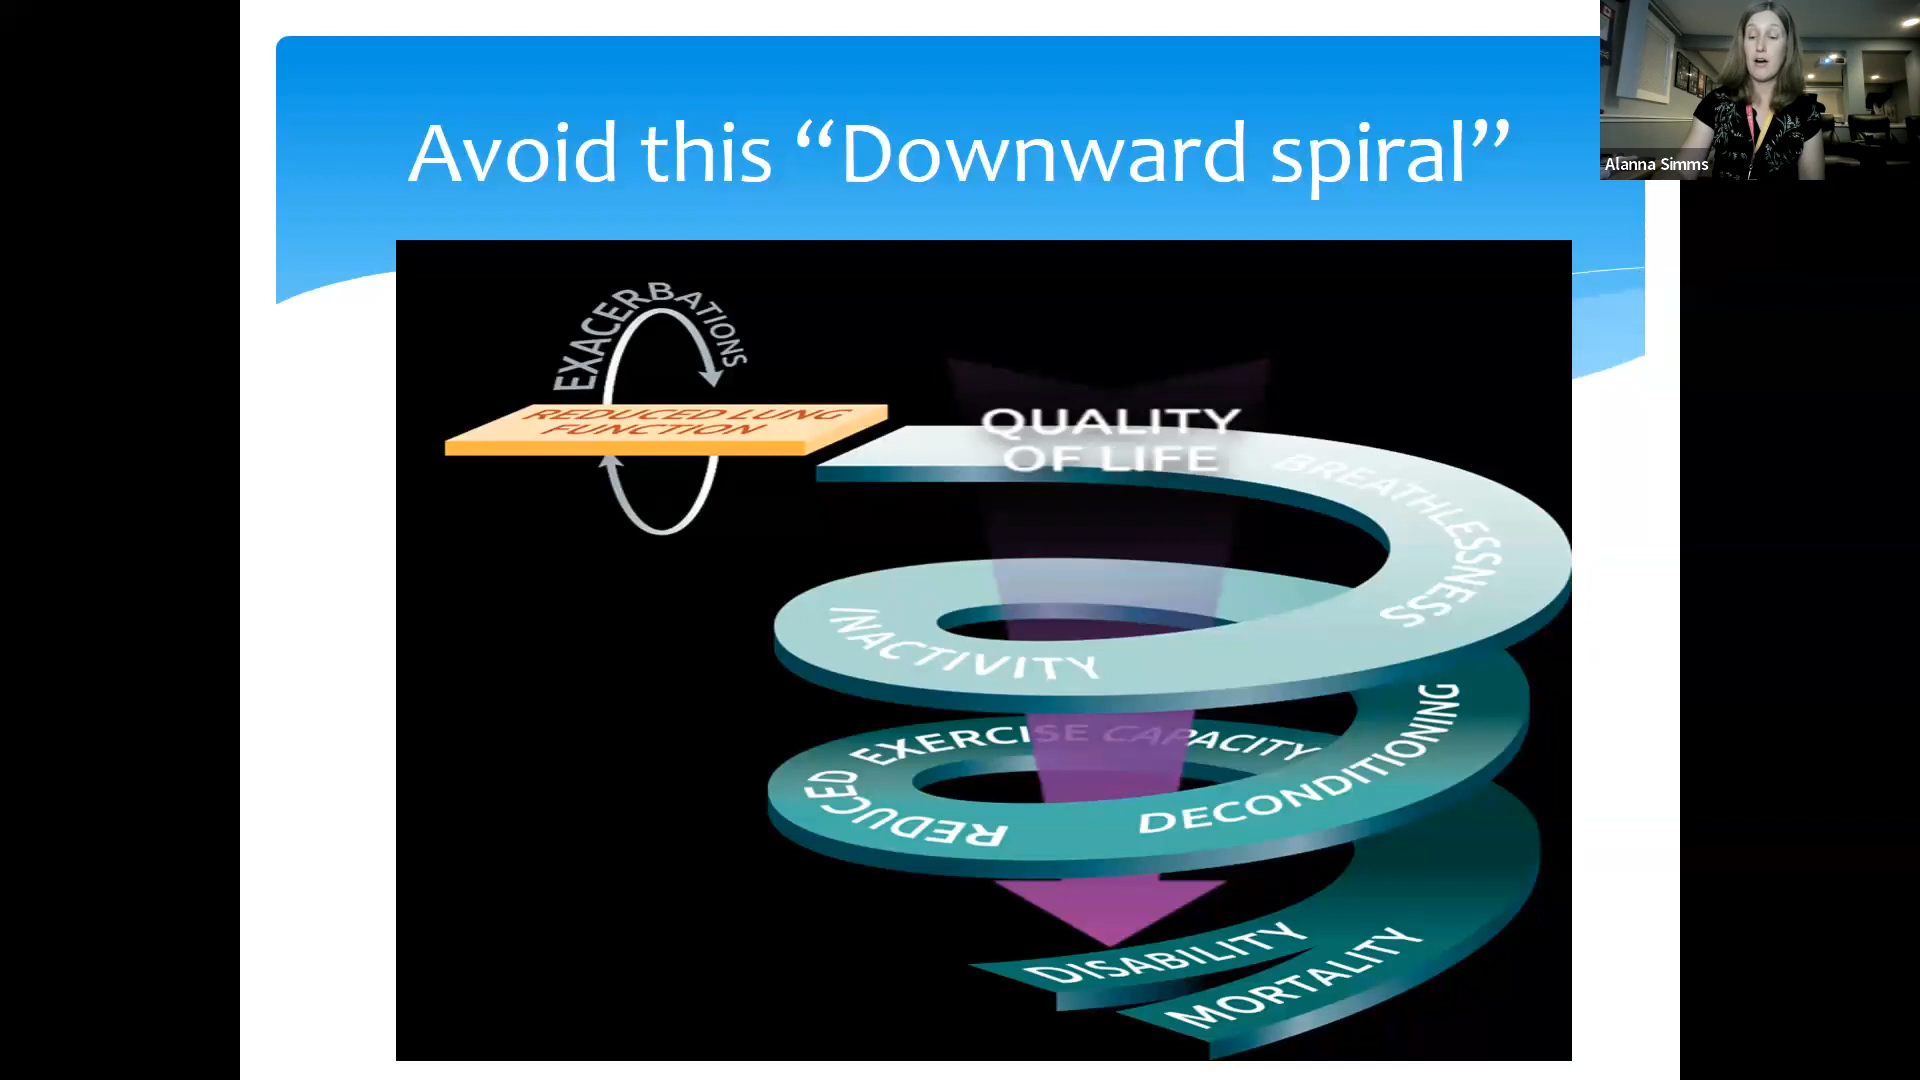 Avoid this “Downward spiral”
Alanna Simms
EXACERBATIONS
REDUCED LUNG
FUNCTION
QUALITY
OF LIFE
BREATHLESSNESS
INACTIVITY
DECONDITIONING
REDUCED EXERCISE CAPACITY
DISABILITY
MORTALITY